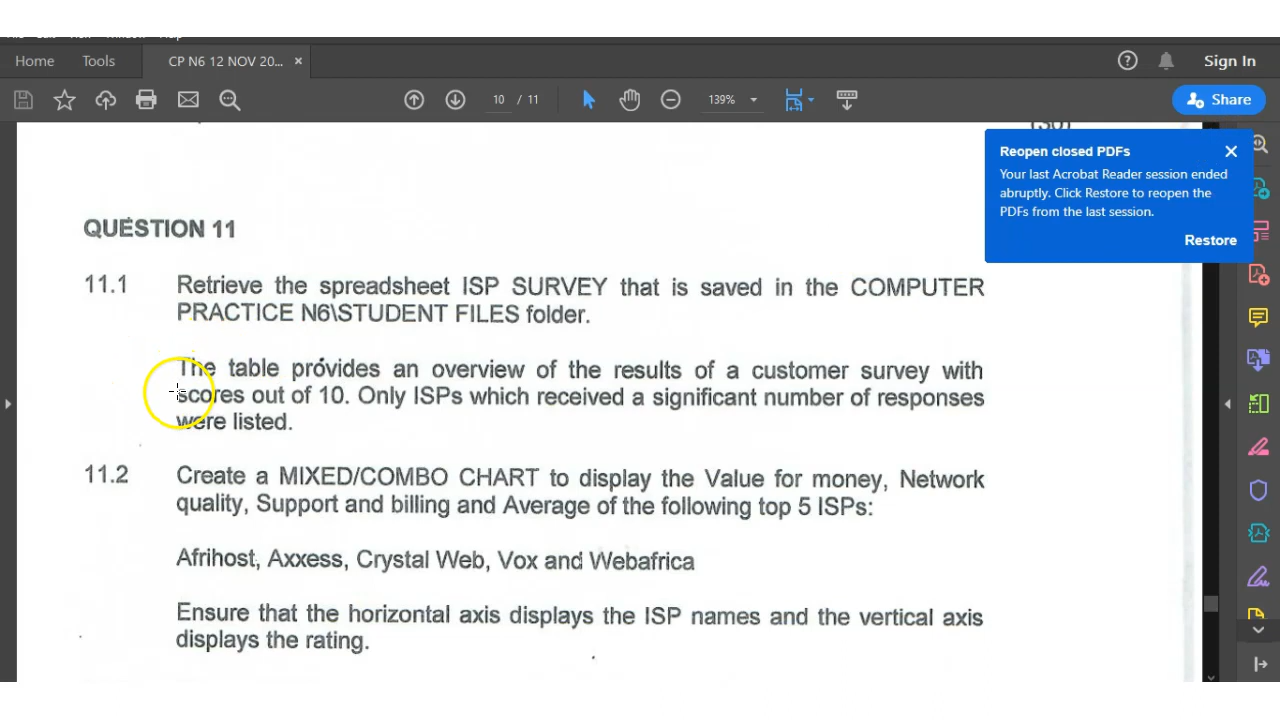 Home Tools CP N6 12 NOV 20... ×
Sign In
10 / 11 139% Share
Reopen closed PDFs
Your last Acrobat Reader session ended
abruptly. Click Restore to reopen the
PDFs from the last session.
Restore
QUESTION 11
11.1 Retrieve the spreadsheet ISP SURVEY that is saved in the COMPUTER
PRACTICE N6\STUDENT FILES folder.
The table provides an overview of the results of a customer survey with
scores out of 10. Only ISPs which received a significant number of responses
were listed.
11.2 Create a MIXED/COMBO CHART to display the Value for money, Network
quality, Support and billing and Average of the following top 5 ISPs:
Afrihost, Axxess, Crystal Web, Vox and Webafrica
Ensure that the horizontal axis displays the ISP names and the vertical axis
displays the rating.